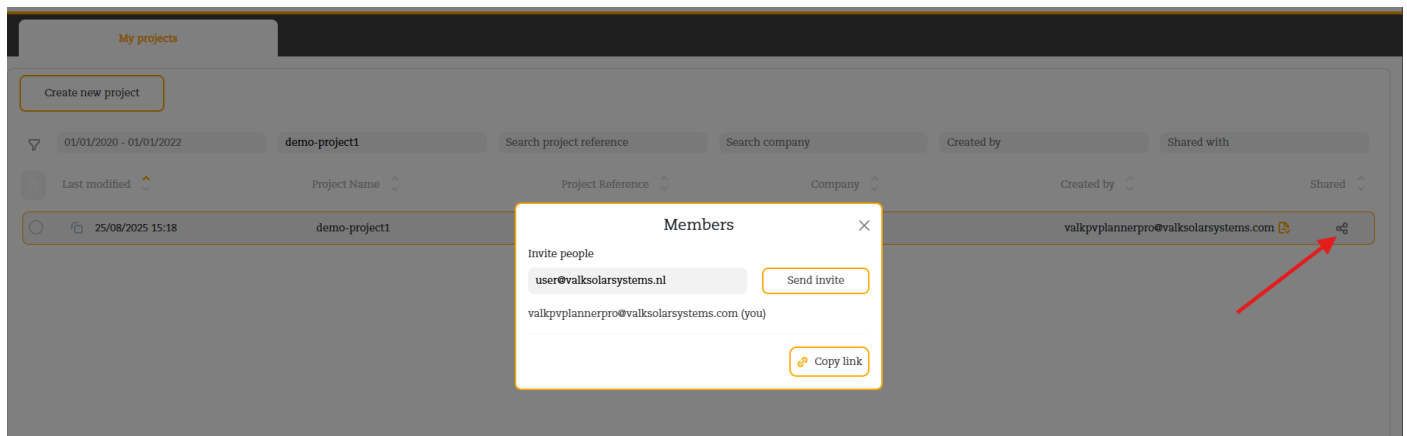 My projects
Create new project
01/01/2020 - 01/01/2022 demo-project1 Search project reference Search company Created by Shared with
Last modified Project Name Project Reference Company Created by Shared
25/08/2025 15:18 demo-project1 valkpvplannerpro@valksolarsystems.com
Members
Invite people
user@valksolarsystems.nl Send invite
valkpvplannerpro@valksolarsystems.com (you)
Copy link